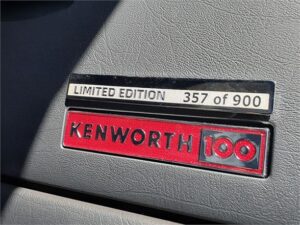 LIMITED EDITION 357 of 900
KENWORTH 100